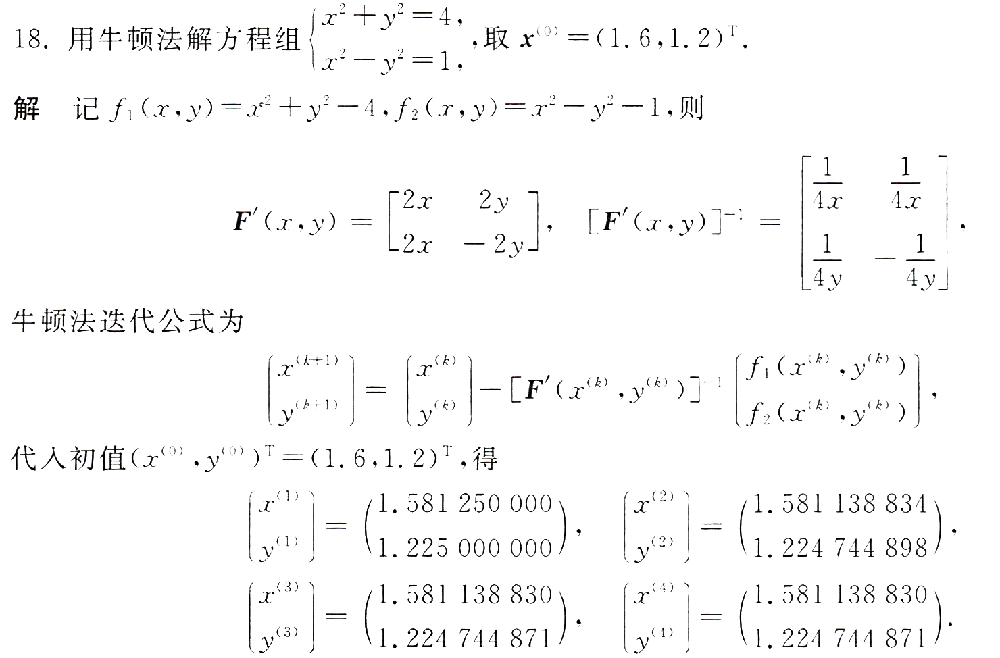 18. 用牛顿法解方程组 $\begin{cases} x^2+y^2=4, \\ x^2-y^2=1, \end{cases}$ ,取 $\boldsymbol{x}^{(0)}=(1.6,1.2)^{\mathrm{T}}$.
解 记 $f_1(x,y)=x^2+y^2-4,f_2(x,y)=x^2-y^2-1$,则
$\boldsymbol{F}'(x,y)=\begin{bmatrix} 2x & 2y \\ 2x & -2y \end{bmatrix},\quad [\boldsymbol{F}'(x,y)]^{-1}=\begin{bmatrix} \dfrac{1}{4x} & \dfrac{1}{4x} \\ \dfrac{1}{4y} & -\dfrac{1}{4y} \end{bmatrix},$
牛顿法迭代公式为
$\begin{pmatrix} x^{(k+1)} \\ y^{(k+1)} \end{pmatrix}=\begin{pmatrix} x^{(k)} \\ y^{(k)} \end{pmatrix}-[\boldsymbol{F}'(x^{(k)},y^{(k)})]^{-1}\begin{pmatrix} f_1(x^{(k)},y^{(k)}) \\ f_2(x^{(k)},y^{(k)}) \end{pmatrix},$
代入初值$(x^{(0)},y^{(0)})^{\mathrm{T}}=(1.6,1.2)^{\mathrm{T}}$,得
$\begin{pmatrix} x^{(1)} \\ y^{(1)} \end{pmatrix}=\begin{pmatrix} 1.581\ 250\ 000 \\ 1.225\ 000\ 000 \end{pmatrix},\quad \begin{pmatrix} x^{(2)} \\ y^{(2)} \end{pmatrix}=\begin{pmatrix} 1.581\ 138\ 834 \\ 1.224\ 744\ 898 \end{pmatrix},$
$\begin{pmatrix} x^{(3)} \\ y^{(3)} \end{pmatrix}=\begin{pmatrix} 1.581\ 138\ 830 \\ 1.224\ 744\ 871 \end{pmatrix},\quad \begin{pmatrix} x^{(4)} \\ y^{(4)} \end{pmatrix}=\begin{pmatrix} 1.581\ 138\ 830 \\ 1.224\ 744\ 871 \end{pmatrix}.$